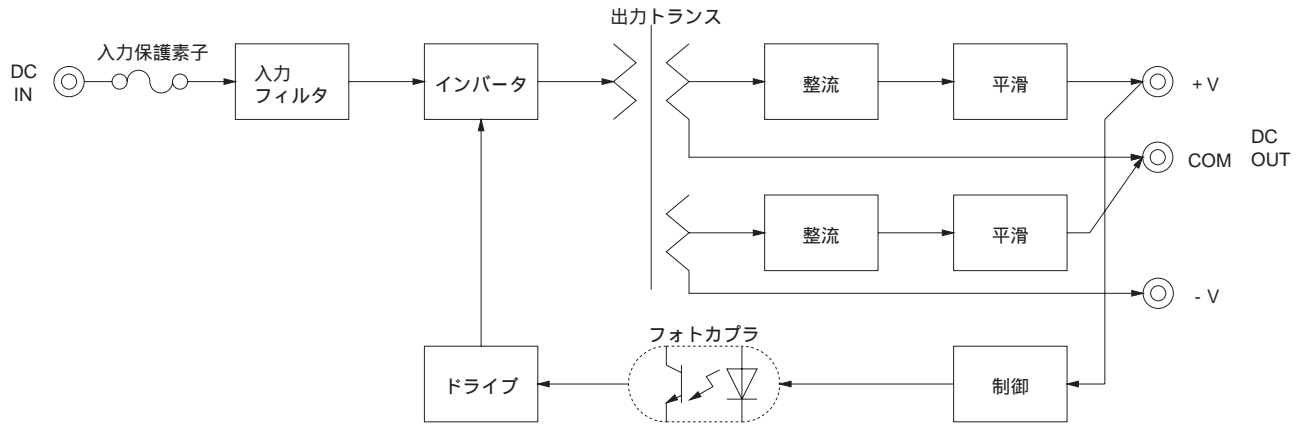 出力トランス
入力保護素子
DC
IN
入力
フィルタ
インバータ
整流
平滑
+V
COM
DC
OUT
整流
平滑
- V
フォトカプラ
ドライブ
制御